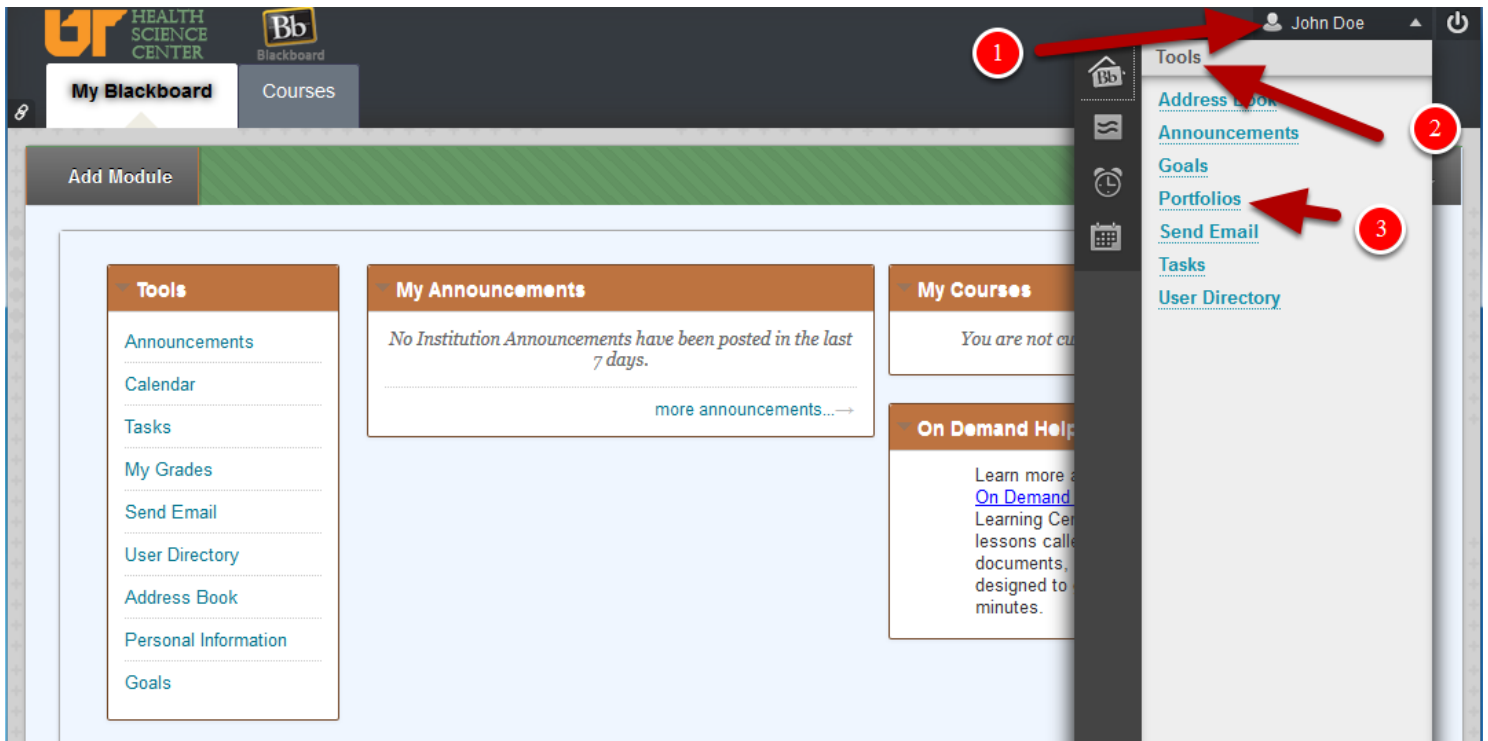 HEALTH
SCIENCE
CENTER
Bb
Blackboard
John Doe
My Blackboard
Courses
1
Bb
Tools
Address Book
2
Announcements
Goals
Portfolios
3
Send Email
Tasks
User Directory
Add Module
Tools
Announcements
Calendar
Tasks
My Grades
Send Email
User Directory
Address Book
Personal Information
Goals
My Announcements
No Institution Announcements have been posted in the last
7 days.
more announcements...→
My Courses
You are not cu
On Demand Help
Learn more a
On Demand
Learning Cen
lessons calle
documents,
designed to
minutes.